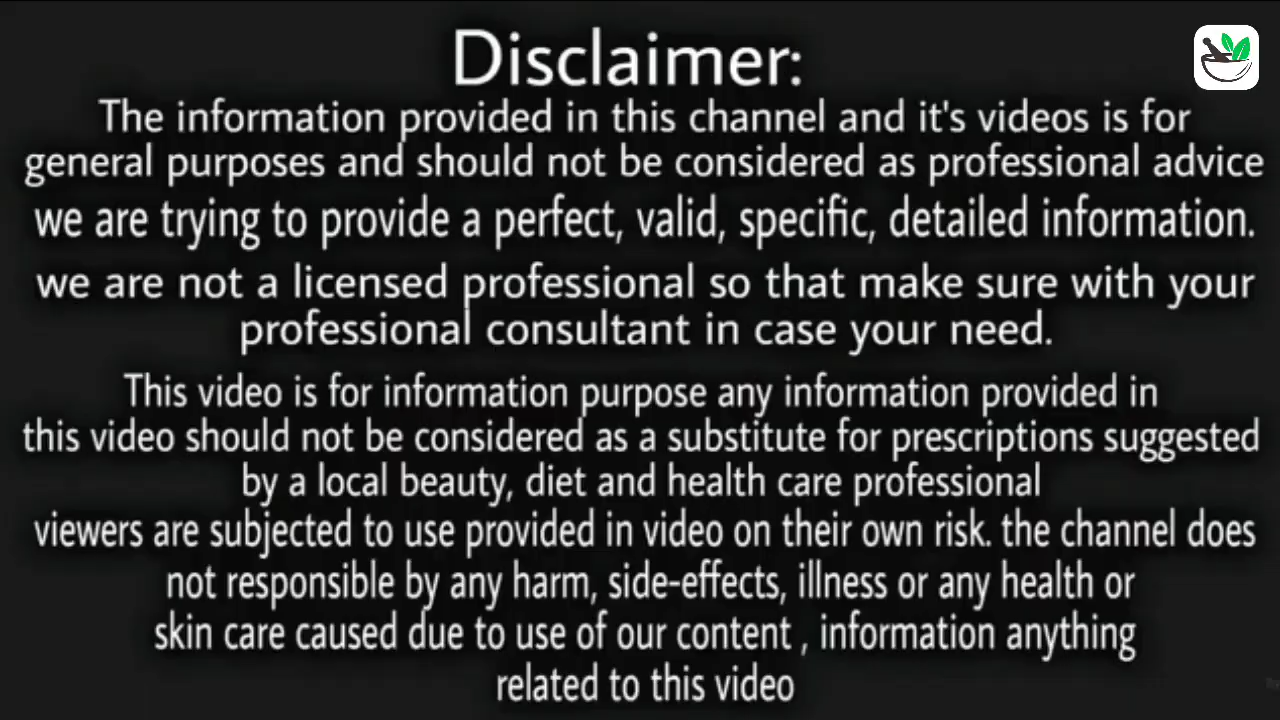 Disclaimer:
The information provided in this channel and it's videos is for
general purposes and should not be considered as professional advice
we are trying to provide a perfect, valid, specific, detailed information.
we are not a licensed professional so that make sure with your
professional consultant in case your need.
This video is for information purpose any information provided in
this video should not be considered as a substitute for prescriptions suggested
by a local beauty, diet and health care professional
viewers are subjected to use provided in video on their own risk. the channel does
not responsible by any harm, side-effects, illness or any health or
skin care caused due to use of our content , information anything
related to this video